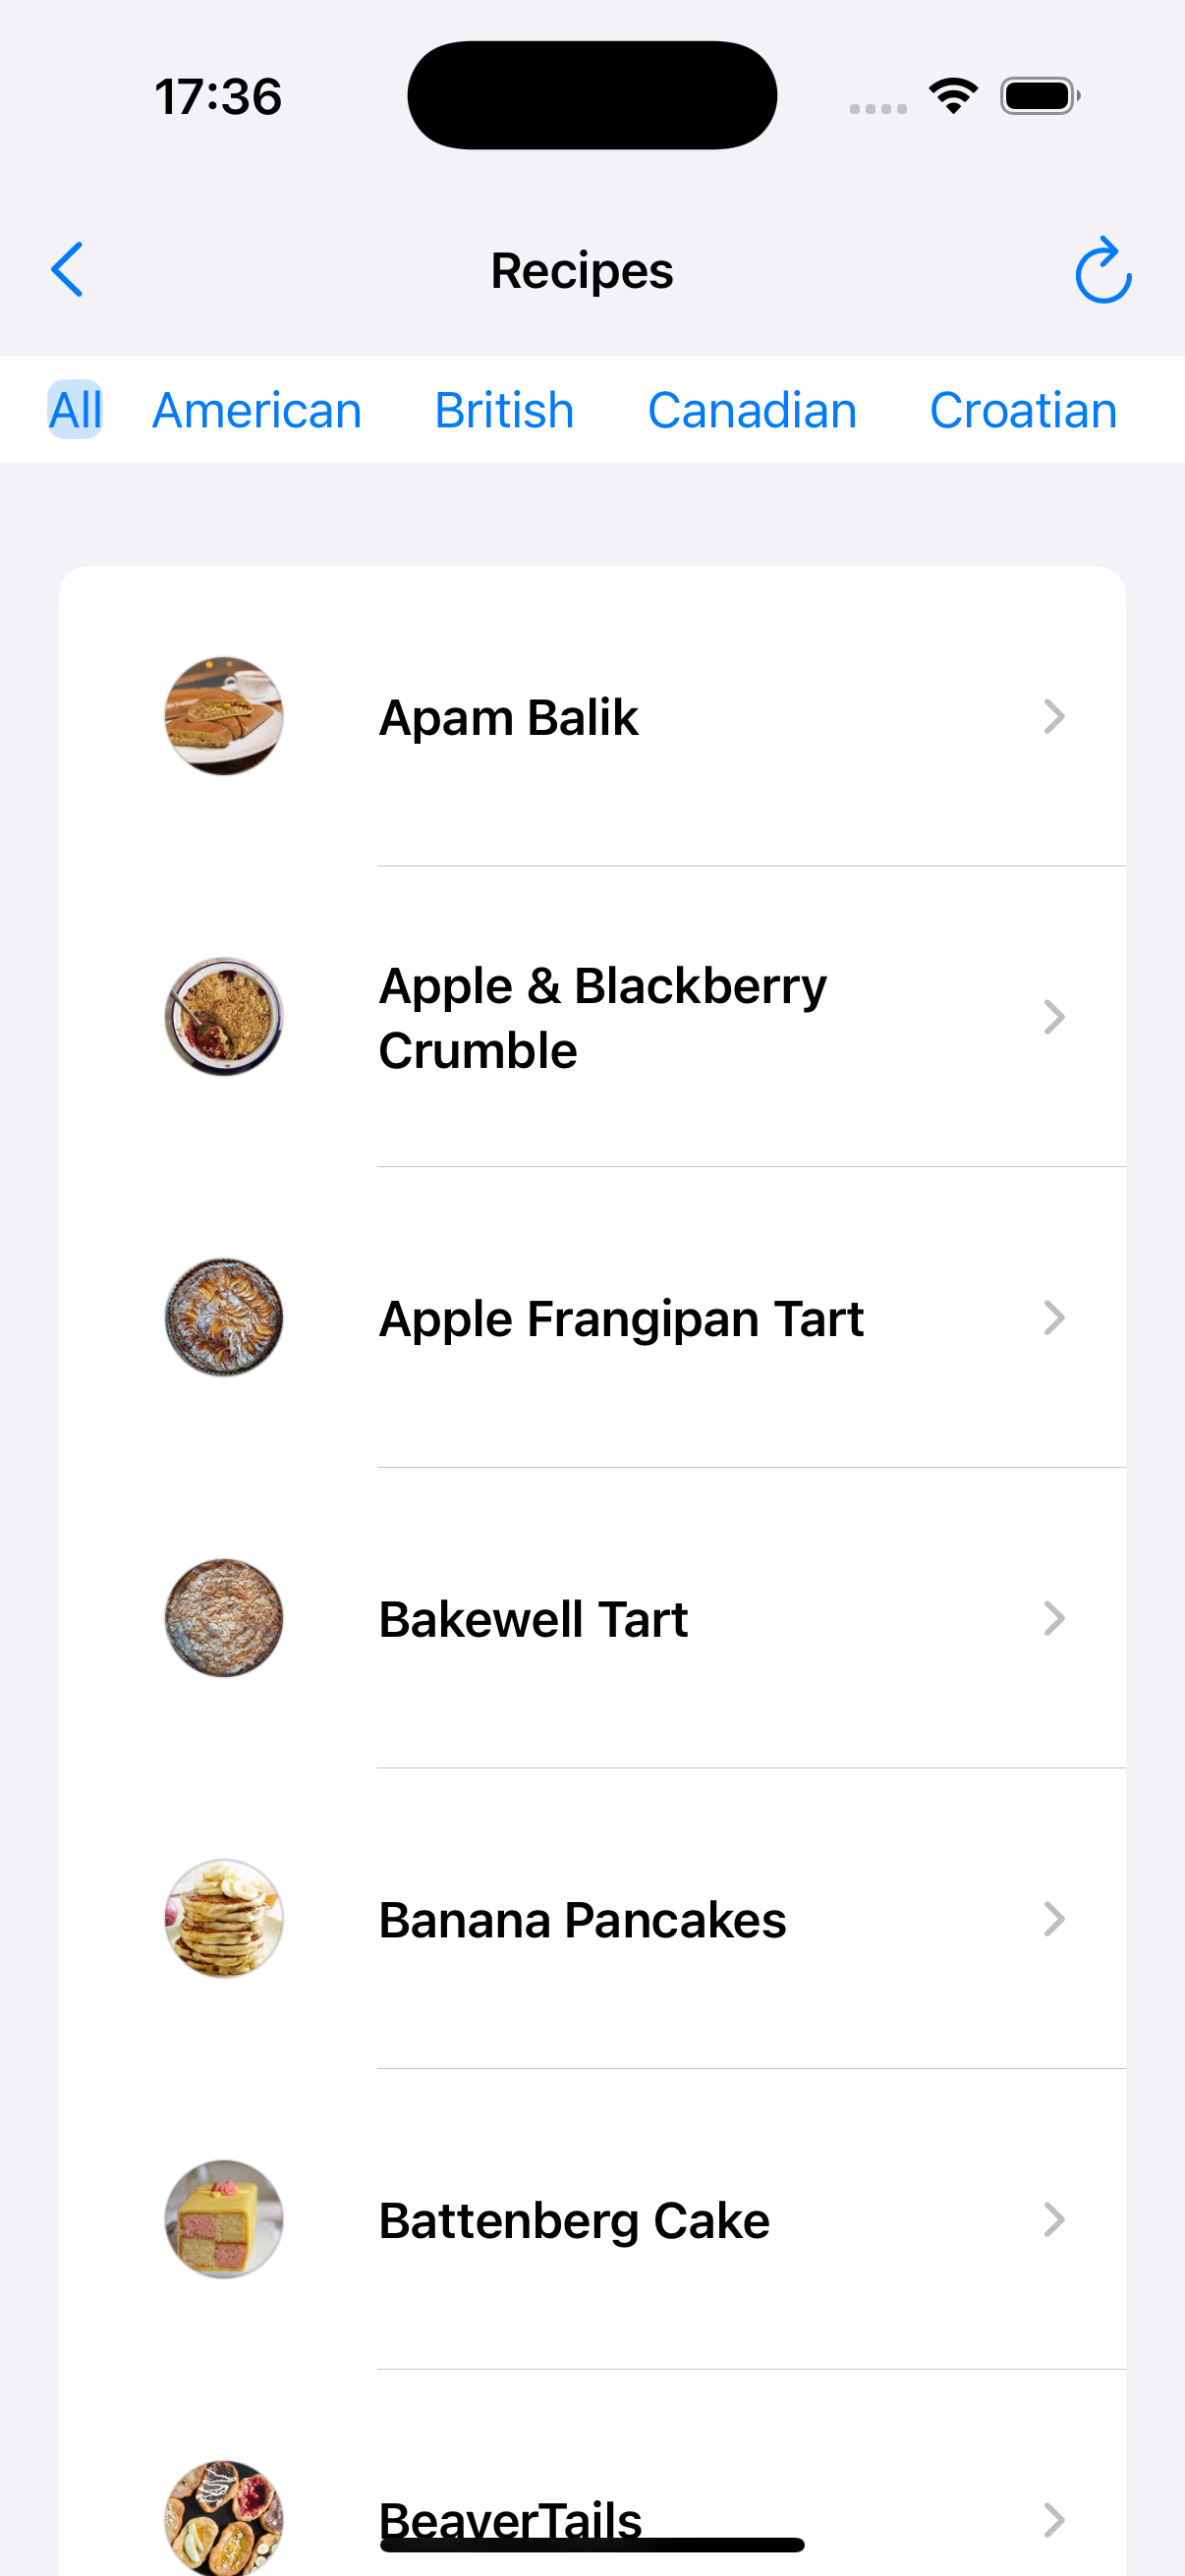 17:36
Recipes
All American British Canadian Croatian
Apam Balik
Apple & Blackberry
Crumble
Apple Frangipan Tart
Bakewell Tart
Banana Pancakes
Battenberg Cake
BeaverTails